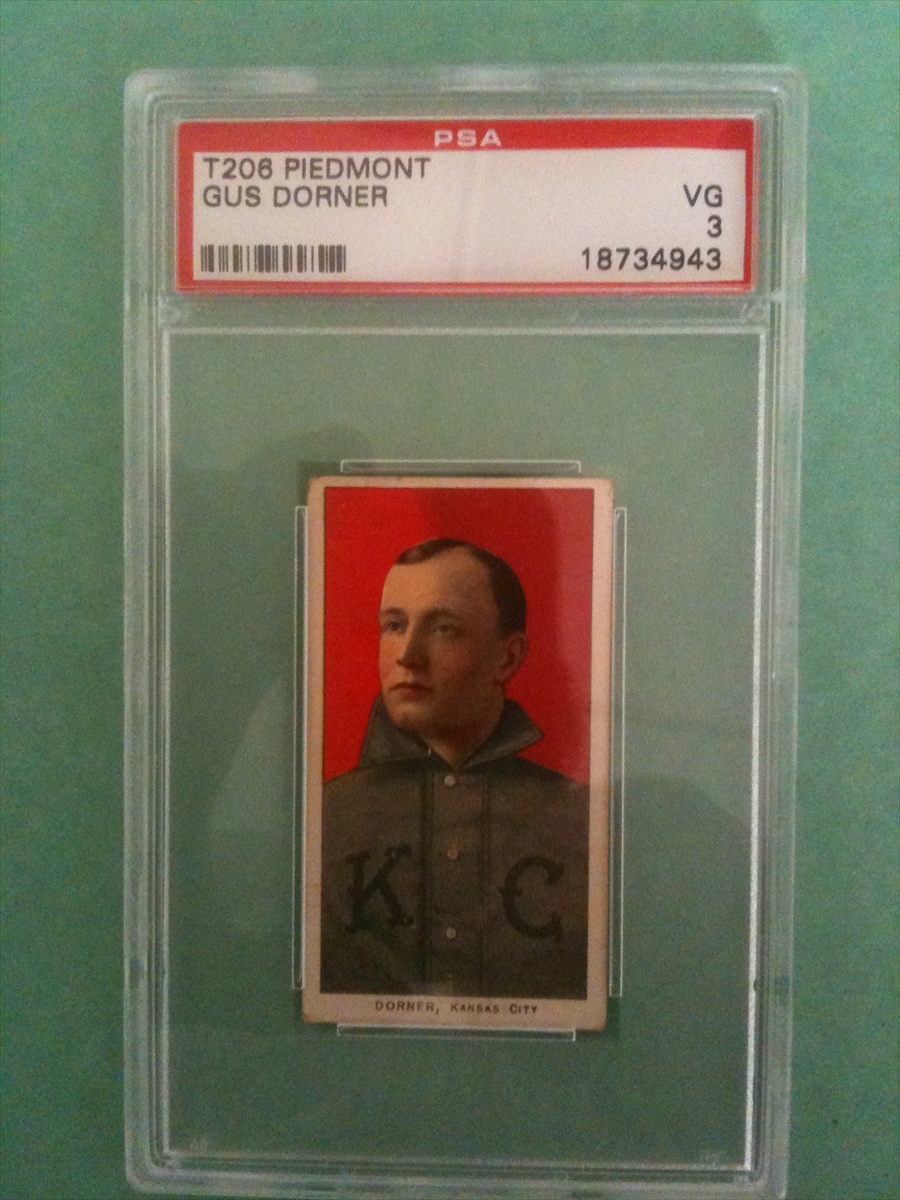 PSA
T206 PIEDMONT
GUS DORNER
VG
3
18734943
K C
DORNER, KANSAS CITY